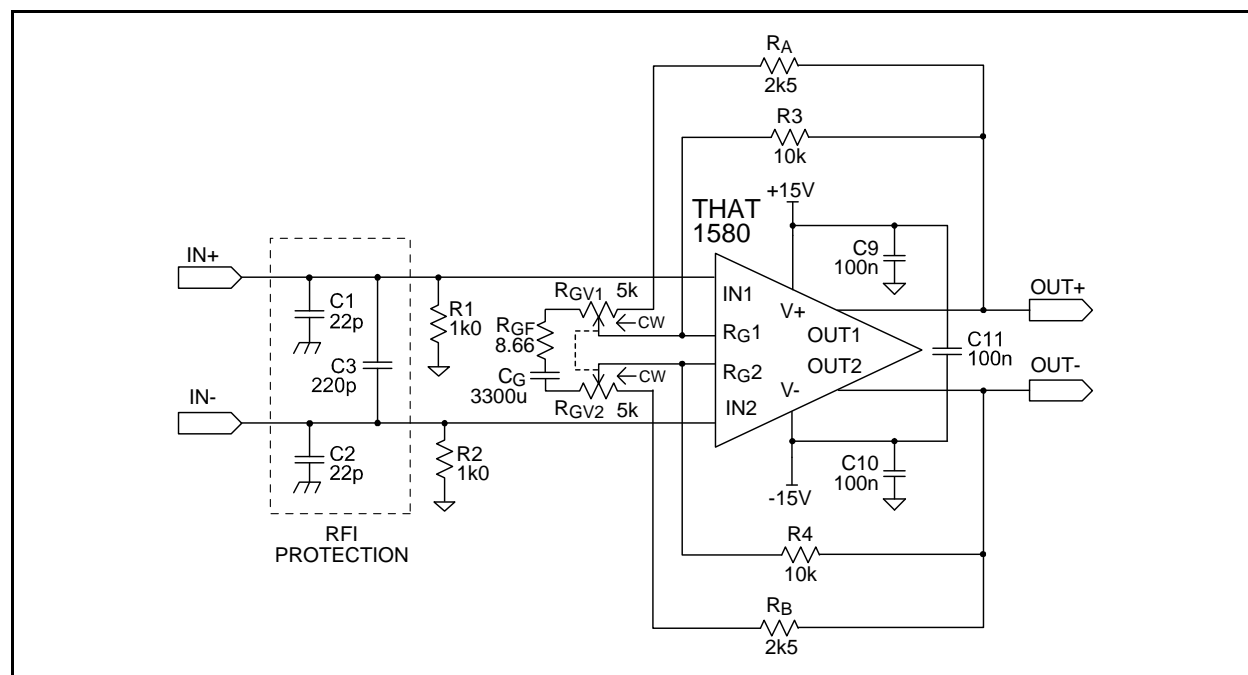 RA
2k5
R3
10k
+15V
THAT
1580
C9
100n
IN+
C1
22p
R1
1k0
C3
220p
RGV1 5k
CW
RGF
8.66
CG
3300u
CW
RGV2 5k
IN1
RG1
RG2
IN2
V+
OUT1
OUT2
V-
C11
100n
OUT+
OUT-
IN-
C2
22p
R2
1k0
C10
100n
-15V
RFI
PROTECTION
R4
10k
RB
2k5